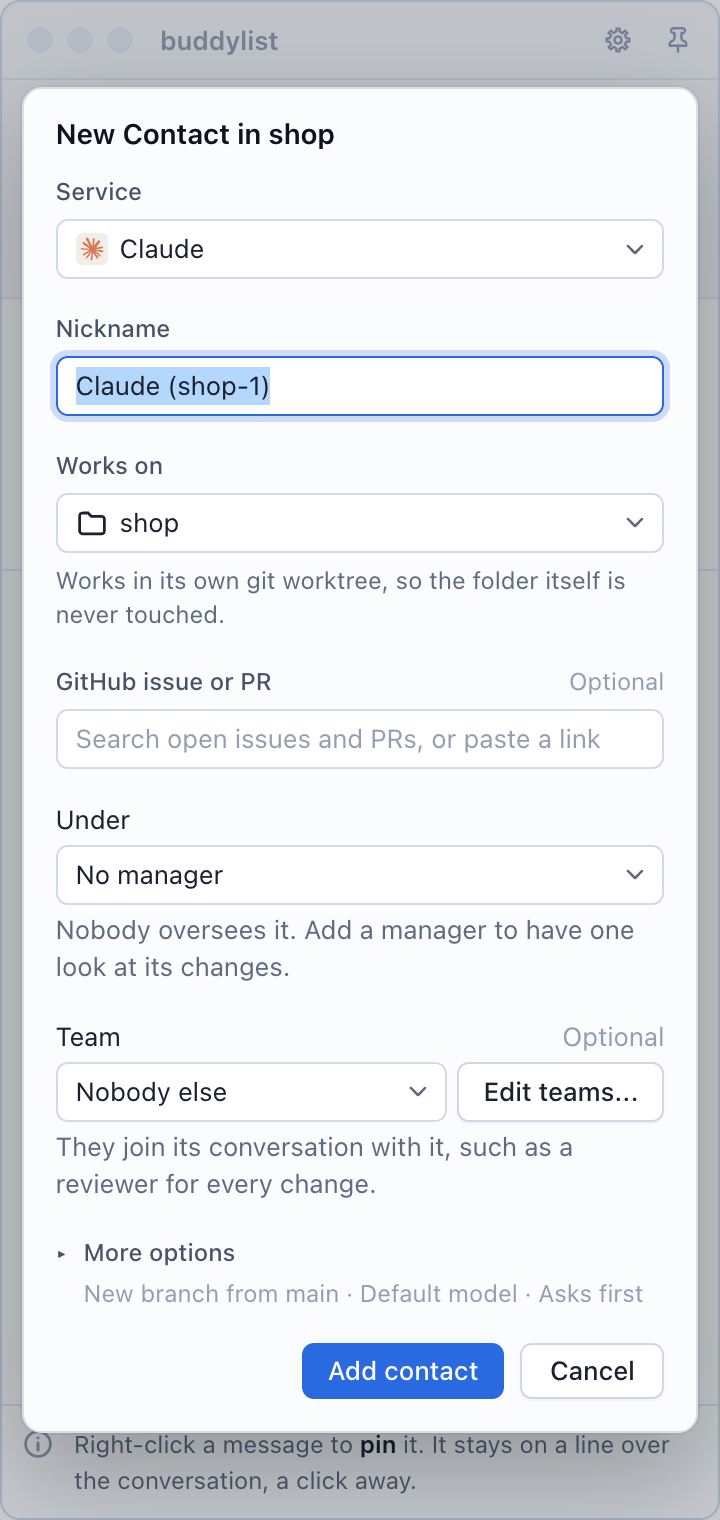 buddylist
New Contact in shop
Service
Claude
Nickname
Claude (shop-1)
Works on
shop
Works in its own git worktree, so the folder itself is
never touched.
GitHub issue or PR
Optional
Search open issues and PRs, or paste a link
Under
No manager
Nobody oversees it. Add a manager to have one
look at its changes.
Team
Optional
Nobody else
Edit teams...
They join its conversation with it, such as a
reviewer for every change.
More options
New branch from main · Default model · Asks first
Add contact
Cancel
Right-click a message to pin it. It stays on a line over
the conversation, a click away.